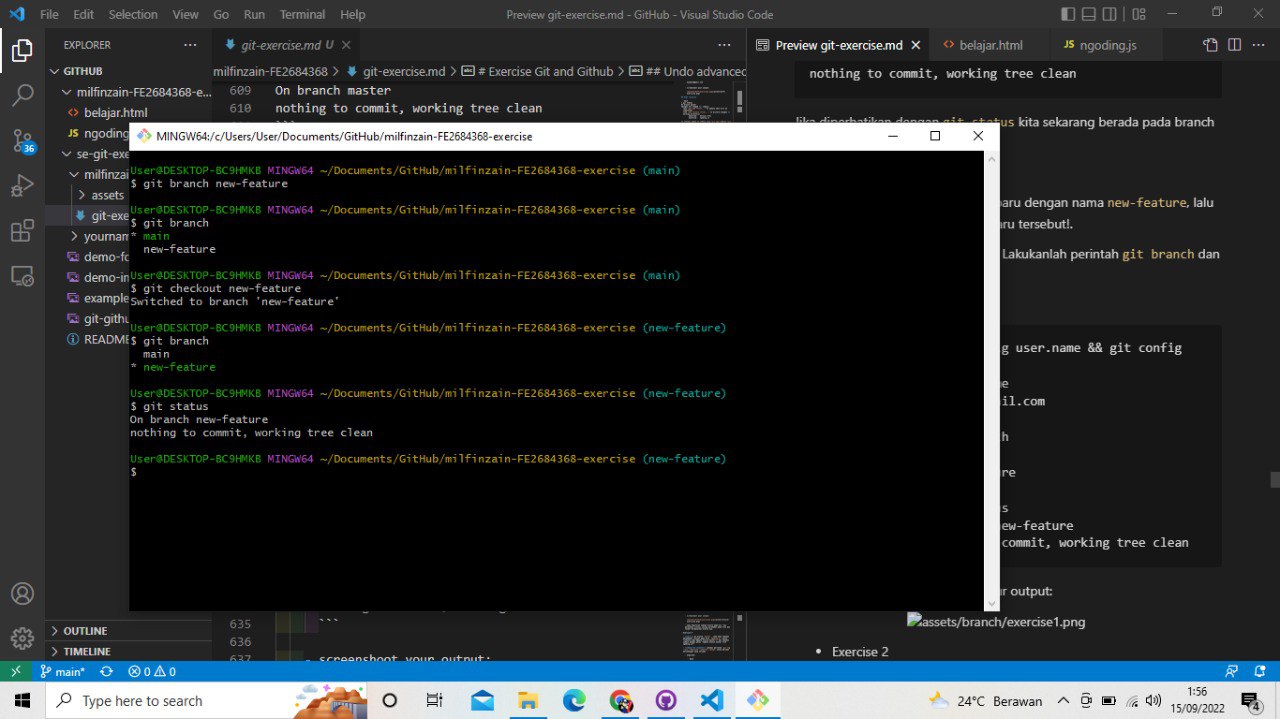 File Edit Selection ... Preview git-exercise.md - GitHub - Visual Studio Code
EXPLORER
GITHUB
milfinzain-FE2684368-e...
belajar.html
ngoding
se-git-exe
milfinzai
assets
git-exe
yournam
demo-fo
demo-in
example
git-githu
README
OUTLINE
TIMELINE
git-exercise.md U
milfinzain-FE2684368 > git-exercise.md > # Exercise Git and Github > ## Undo advanced
609 On branch master
610 nothing to commit, working tree clean
MINGW64:/c/Users/User/Documents/GitHub/milfinzain-FE2684368-exercise
User@DESKTOP-BC9HMKB MINGW64 ~/Documents/GitHub/milfinzain-FE2684368-exercise (main)
$ git branch new-feature
User@DESKTOP-BC9HMKB MINGW64 ~/Documents/GitHub/milfinzain-FE2684368-exercise (main)
$ git branch
* main
new-feature
User@DESKTOP-BC9HMKB MINGW64 ~/Documents/GitHub/milfinzain-FE2684368-exercise (main)
$ git checkout new-feature
Switched to branch 'new-feature'
User@DESKTOP-BC9HMKB MINGW64 ~/Documents/GitHub/milfinzain-FE2684368-exercise (new-feature)
$ git branch
main
* new-feature
User@DESKTOP-BC9HMKB MINGW64 ~/Documents/GitHub/milfinzain-FE2684368-exercise (new-feature)
$ git status
On branch new-feature
nothing to commit, working tree clean
User@DESKTOP-BC9HMKB MINGW64 ~/Documents/GitHub/milfinzain-FE2684368-exercise (new-feature)
$
635 ```
636
637 - screenshoot your output:
Preview git-exercise.md belajar.html ngoding.js
nothing to commit, working tree clean
Jika diperhatikan dengan git status kita sekarang berada pada branch
aru dengan nama new-feature, lalu
ru tersebut!.
Lakukanlah perintah git branch dan
g user.name && git config
e
il.com
h
re
s
ew-feature
commit, working tree clean
ur output:
assets/branch/exercise1.png
• Exercise 2
36
main* 0 0
Type here to search
24°C Berawan
1:56
15/09/2022
4